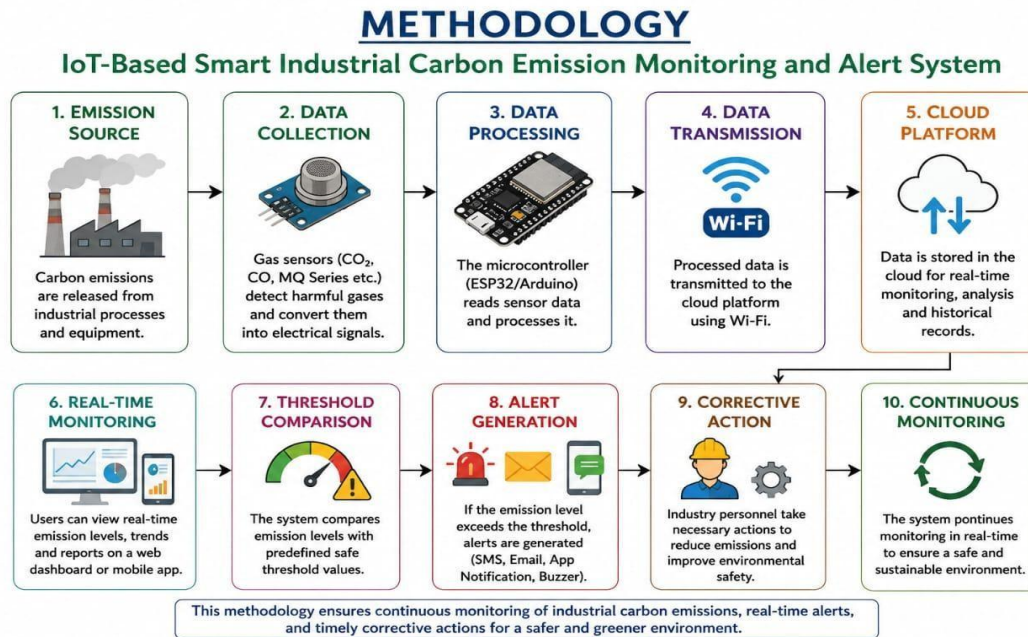 METHODOLOGY
IoT-Based Smart Industrial Carbon Emission Monitoring and Alert System
1. EMISSION
SOURCE
Carbon emissions
are released from
industrial processes
and equipment.
2. DATA
COLLECTION
Gas sensors (CO₂,
CO, MQ Series etc.)
detect harmful gases
and convert them
into electrical signals.
3. DATA
PROCESSING
The microcontroller
(ESP32/Arduino)
reads sensor data
and processes it.
4. DATA
TRANSMISSION
Wi-Fi
Processed data is
transmitted to the
cloud platform
using Wi-Fi.
5. CLOUD
PLATFORM
Data is stored in the
cloud for real-time
monitoring, analysis
and historical
records.
6. REAL-TIME
MONITORING
Users can view real-time
emission levels, trends
and reports on a web
dashboard or mobile app.
7. THRESHOLD
COMPARISON
The system compares
emission levels with
predefined safe
threshold values.
8. ALERT
GENERATION
If the emission level
exceeds the threshold,
alerts are generated
(SMS, Email, App
Notification, Buzzer).
9. CORRECTIVE
ACTION
Industry personnel take
necessary actions to
reduce emissions and
improve environmental
safety.
10. CONTINUOUS
MONITORING
The system pontinues
monitoring in real-time
to ensure a safe and
sustainable environment.
This methodology ensures continuous monitoring of industrial carbon emissions, real-time alerts,
and timely corrective actions for a safer and greener environment.